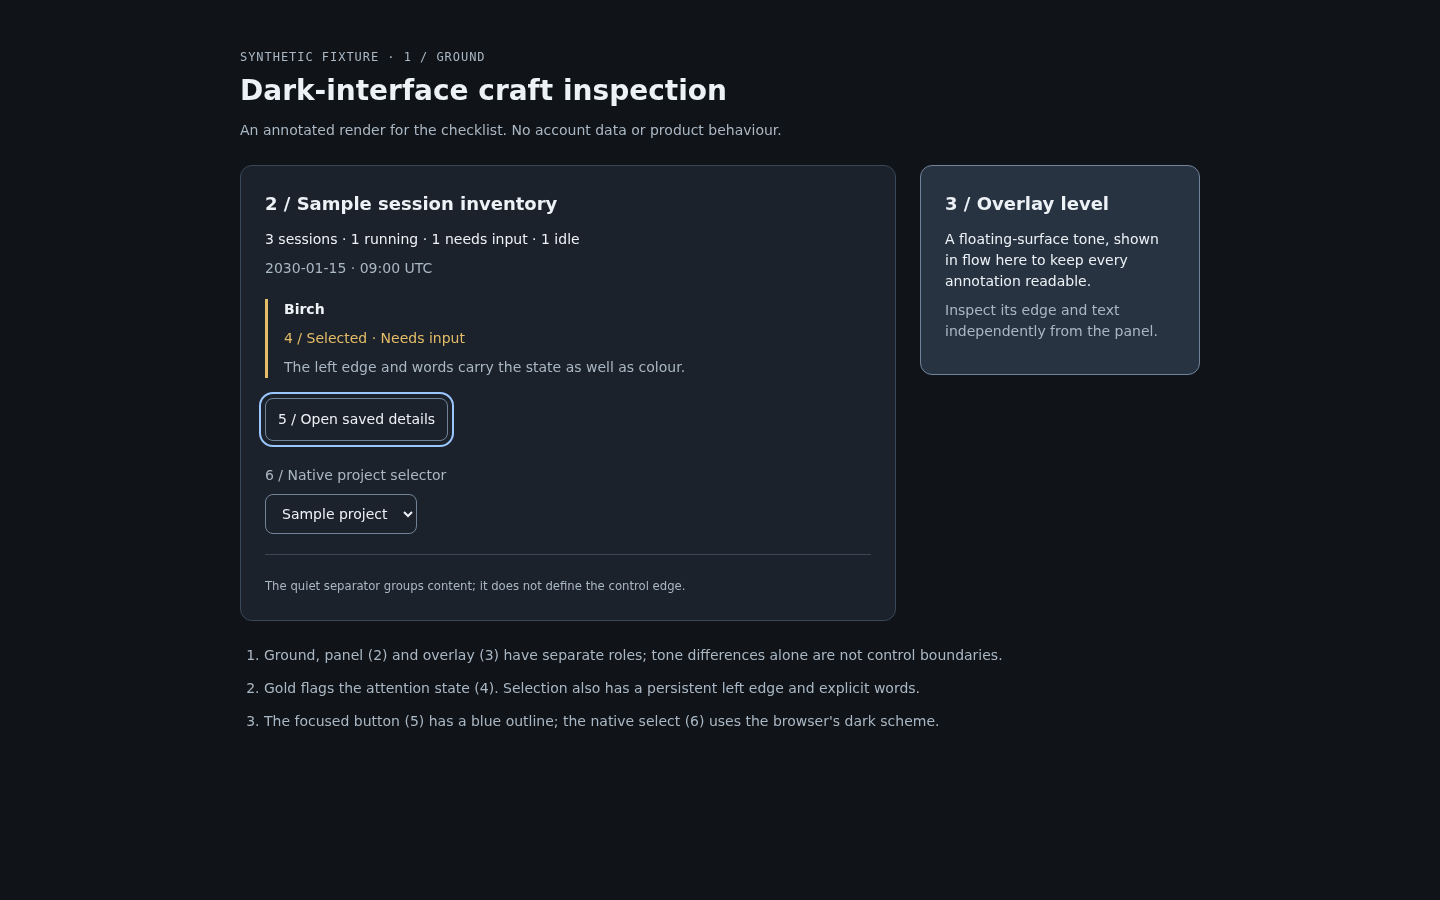 SYNTHETIC FIXTURE · 1 / GROUND
Dark-interface craft inspection
An annotated render for the checklist. No account data or product behaviour.
2 / Sample session inventory
3 sessions · 1 running · 1 needs input · 1 idle
2030-01-15 · 09:00 UTC
Birch
4 / Selected · Needs input
The left edge and words carry the state as well as colour.
5 / Open saved details
6 / Native project selector
Sample project
The quiet separator groups content; it does not define the control edge.
3 / Overlay level
A floating-surface tone, shown
in flow here to keep every
annotation readable.
Inspect its edge and text
independently from the panel.
1. Ground, panel (2) and overlay (3) have separate roles; tone differences alone are not control boundaries.
2. Gold flags the attention state (4). Selection also has a persistent left edge and explicit words.
3. The focused button (5) has a blue outline; the native select (6) uses the browser's dark scheme.